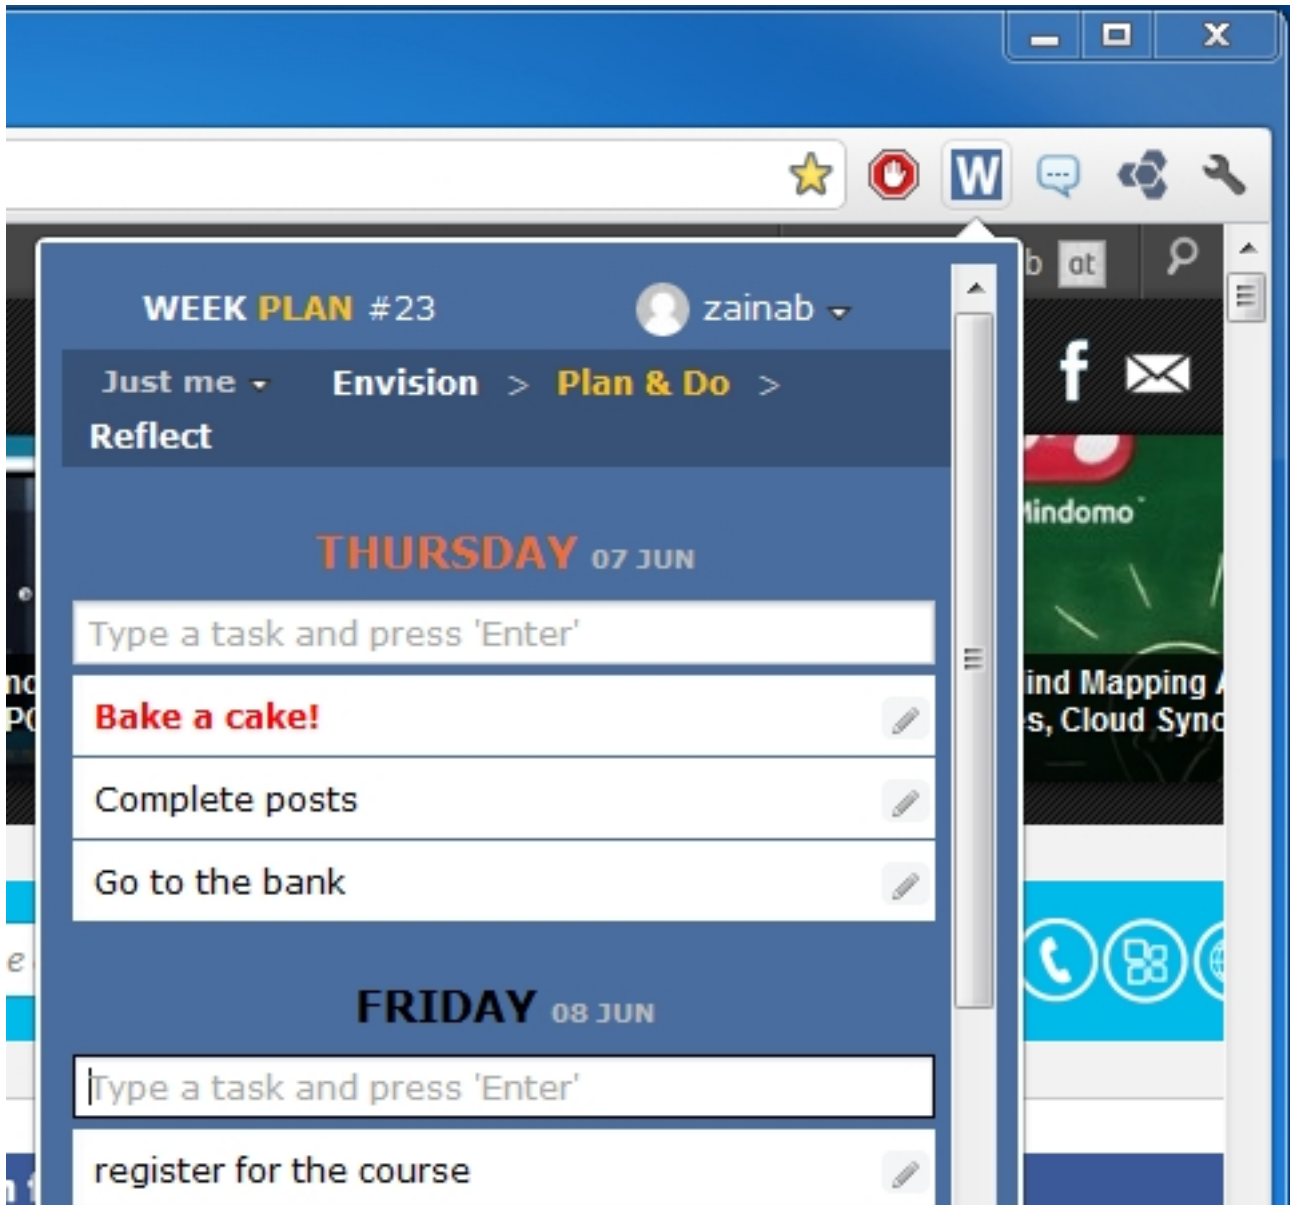 W
b at
WEEK PLAN #23 zainab
Just me Envision > Plan & Do >
Reflect
f
Mindomo
THURSDAY 07 JUN
Type a task and press 'Enter'
Bake a cake!
ind Mapping
s, Cloud Sync
Complete posts
Go to the bank
FRIDAY 08 JUN
Type a task and press 'Enter'
register for the course